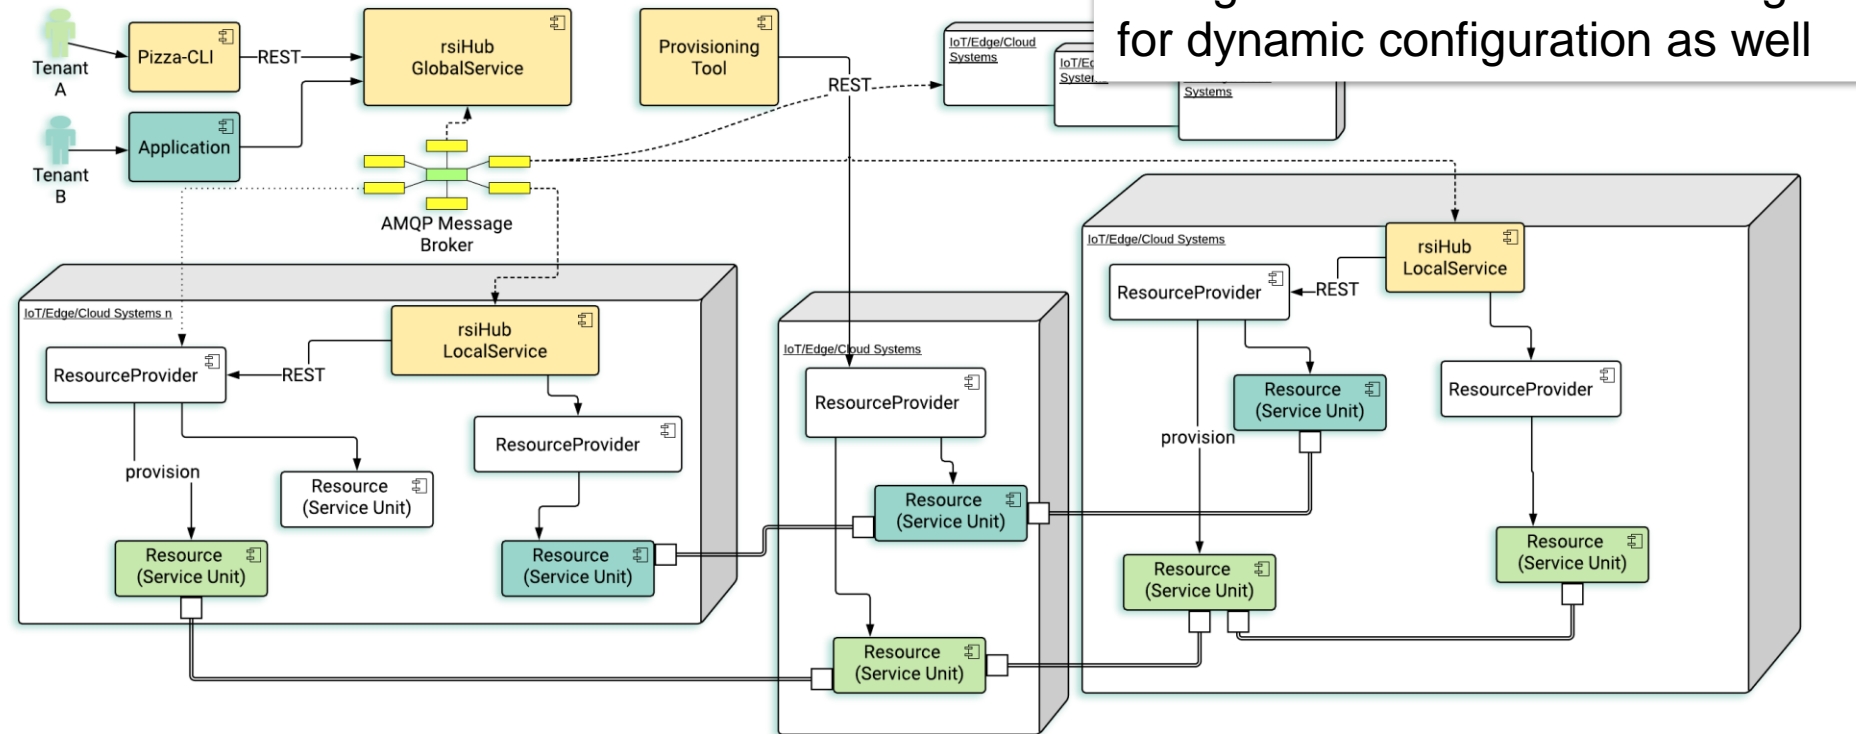 for dynamic configuration as well
Tenant
A
Pizza-CLI
REST
rsiHub
GlobalService
Provisioning
Tool
REST
IoT/Edge/Cloud
Systems
Systems
Tenant
B
Application
AMQP Message
Broker
IoT/Edge/Cloud Systems n
rsiHub
LocalService
REST
ResourceProvider
ResourceProvider
provision
Resource
(Service Unit)
Resource
(Service Unit)
Resource
(Service Unit)
IoT/Edge/Cloud Systems
ResourceProvider
Resource
(Service Unit)
Resource
(Service Unit)
IoT/Edge/Cloud Systems
rsiHub
LocalService
REST
ResourceProvider
ResourceProvider
provision
Resource
(Service Unit)
Resource
(Service Unit)
Resource
(Service Unit)